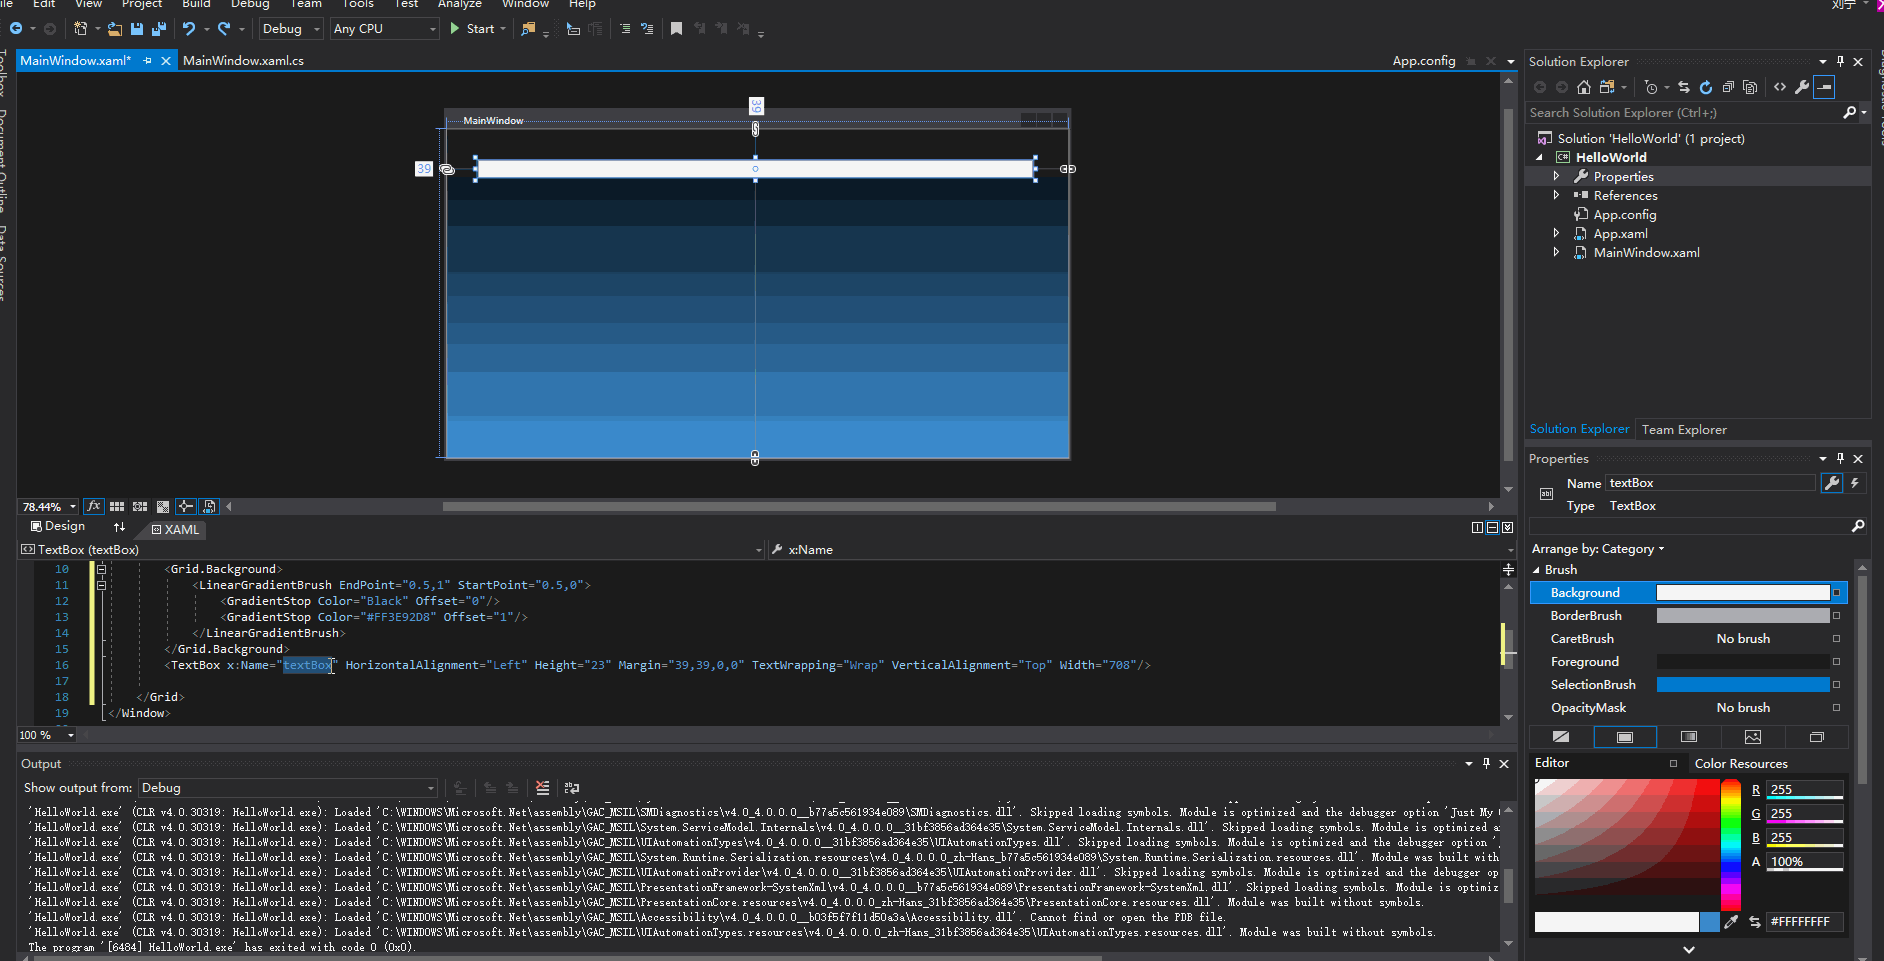 Edit View Project Build Debug Team Tools Test Analyze Window Help
Debug Any CPU Start
MainWindow.xaml* MainWindow.xaml.cs App.config
Toolbox
Document Outline
Data Sources
MainWindow
39
39
78.44%
Design XAML
TextBox (textBox) x:Name
10 <Grid.Background>
11 <LinearGradientBrush EndPoint="0.5,1" StartPoint="0.5,0">
12 <GradientStop Color="Black" Offset="0"/>
13 <GradientStop Color="#FF3E92D8" Offset="1"/>
14 </LinearGradientBrush>
15 </Grid.Background>
16 <TextBox x:Name="textBox" HorizontalAlignment="Left" Height="23" Margin="39,39,0,0" TextWrapping="Wrap" VerticalAlignment="Top" Width="708"/>
17
18 </Grid>
19 </Window>
100 %
Output
Show output from: Debug
'HelloWorld.exe' (CLR v4.0.30319: HelloWorld.exe): Loaded 'C:\WINDOWS\Microsoft.Net\assembly\GAC_MSIL\SMDiagnostics\v4.0_4.0.0.0__b77a5c561934e089\SMDiagnostics.dll'. Skipped loading symbols. Module is optimized and the debugger option 'Just My
'HelloWorld.exe' (CLR v4.0.30319: HelloWorld.exe): Loaded 'C:\WINDOWS\Microsoft.Net\assembly\GAC_MSIL\System.ServiceModel.Internals\v4.0_4.0.0.0__31bf3856ad364e35\System.ServiceModel.Internals.dll'. Skipped loading symbols. Module is optimized
'HelloWorld.exe' (CLR v4.0.30319: HelloWorld.exe): Loaded 'C:\WINDOWS\Microsoft.Net\assembly\GAC_MSIL\UIAutomationTypes\v4.0_4.0.0.0__31bf3856ad364e35\UIAutomationTypes.dll'. Skipped loading symbols. Module is optimized and the debugger option '
'HelloWorld.exe' (CLR v4.0.30319: HelloWorld.exe): Loaded 'C:\WINDOWS\Microsoft.Net\assembly\GAC_MSIL\System.Runtime.Serialization.resources\v4.0_4.0.0.0_zh-Hans_b77a5c561934e089\System.Runtime.Serialization.resources.dll'. Module was built with
'HelloWorld.exe' (CLR v4.0.30319: HelloWorld.exe): Loaded 'C:\WINDOWS\Microsoft.Net\assembly\GAC_MSIL\UIAutomationProvider\v4.0_4.0.0.0__31bf3856ad364e35\UIAutomationProvider.dll'. Skipped loading symbols. Module is optimized and the debugger op
'HelloWorld.exe' (CLR v4.0.30319: HelloWorld.exe): Loaded 'C:\WINDOWS\Microsoft.Net\assembly\GAC_MSIL\PresentationFramework-SystemXml\v4.0_4.0.0.0__b77a5c561934e089\PresentationFramework-SystemXml.dll'. Skipped loading symbols. Module is optimiz
'HelloWorld.exe' (CLR v4.0.30319: HelloWorld.exe): Loaded 'C:\WINDOWS\Microsoft.Net\assembly\GAC_MSIL\PresentationCore.resources\v4.0_4.0.0.0_zh-Hans_31bf3856ad364e35\PresentationCore.resources.dll'. Module was built without symbols.
'HelloWorld.exe' (CLR v4.0.30319: HelloWorld.exe): Loaded 'C:\WINDOWS\Microsoft.Net\assembly\GAC_MSIL\Accessibility\v4.0_4.0.0.0__b03f5f7f11d50a3a\Accessibility.dll'. Cannot find or open the PDB file.
'HelloWorld.exe' (CLR v4.0.30319: HelloWorld.exe): Loaded 'C:\WINDOWS\Microsoft.Net\assembly\GAC_MSIL\UIAutomationTypes.resources\v4.0_4.0.0.0_zh-Hans_31bf3856ad364e35\UIAutomationTypes.resources.dll'. Module was built without symbols.
The program '[6484] HelloWorld.exe' has exited with code 0 (0x0).
Solution Explorer
Search Solution Explorer (Ctrl+;)
Solution 'HelloWorld' (1 project)
C# HelloWorld
Properties
References
App.config
App.xaml
MainWindow.xaml
Solution Explorer Team Explorer
Properties
Name textBox
Type TextBox
Arrange by: Category
Brush
Background
BorderBrush
CaretBrush No brush
Foreground
SelectionBrush
OpacityMask No brush
Editor Color Resources
R 255
G 255
B 255
A 100%
#FFFFFFFF